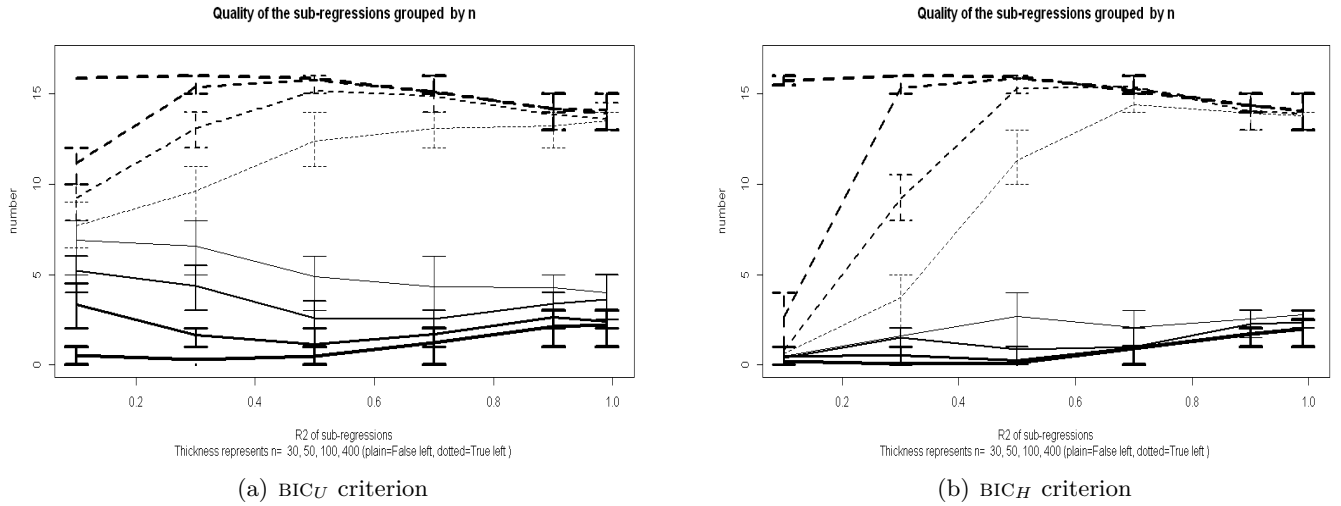 Quality of the sub-regressions grouped by n
number
15
10
5
0
0.2
0.4
0.6
0.8
1.0
R2 of sub-regressions
Thickness represents n= 30, 50, 100, 400 (plain=False left, dotted=True left )
(a) BIC_U criterion
Quality of the sub-regressions grouped by n
number
15
10
5
0
0.2
0.4
0.6
0.8
1.0
R2 of sub-regressions
Thickness represents n= 30, 50, 100, 400 (plain=False left, dotted=True left )
(b) BIC_H criterion